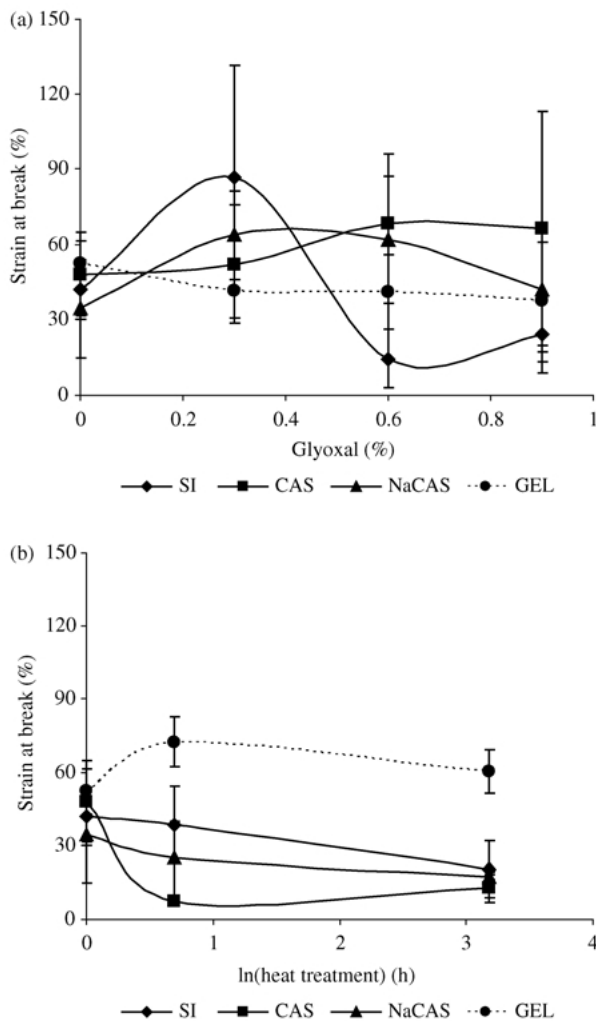 (a) 150
120
90
60
30
0
Strain at break (%)
0 0.2 0.4 0.6 0.8 1
Glyoxal (%)
SI CAS NaCAS GEL
(b) 150
120
90
60
30
0
Strain at break (%)
0 1 2 3 4
ln(heat treatment) (h)
SI CAS NaCAS GEL